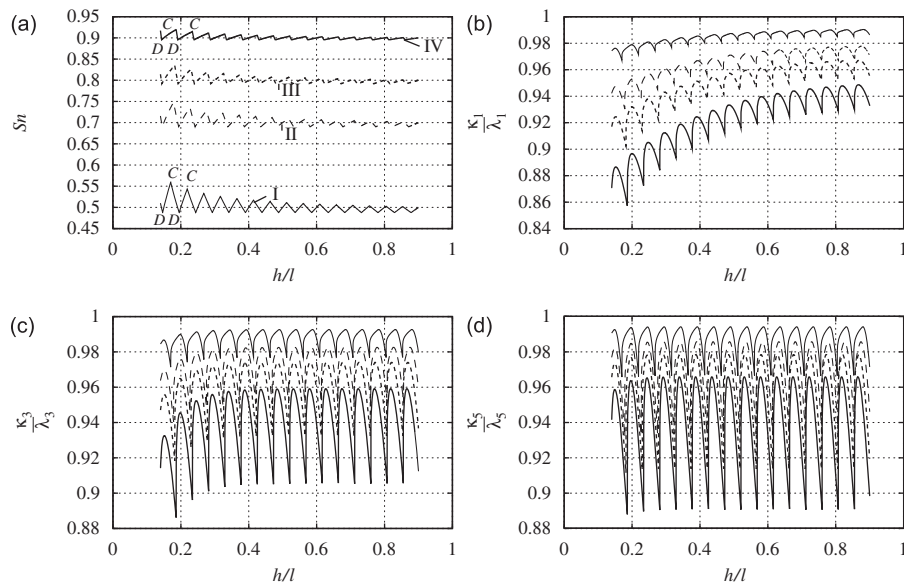 (a)
0.95
0.9
0.85
0.8
0.75
0.7
0.65
0.6
0.55
0.5
0.45
Sn
C C
D D
IV
III
II
C C
I
D D
0 0.2 0.4 0.6 0.8 1
h/l
(b)
1
0.98
0.96
0.94
0.92
0.9
0.88
0.86
0.84
κ1
λ1
0 0.2 0.4 0.6 0.8 1
h/l
(c)
1
0.98
0.96
0.94
0.92
0.9
0.88
κ3
λ3
0 0.2 0.4 0.6 0.8 1
h/l
(d)
1
0.98
0.96
0.94
0.92
0.9
0.88
κ5
λ5
0 0.2 0.4 0.6 0.8 1
h/l